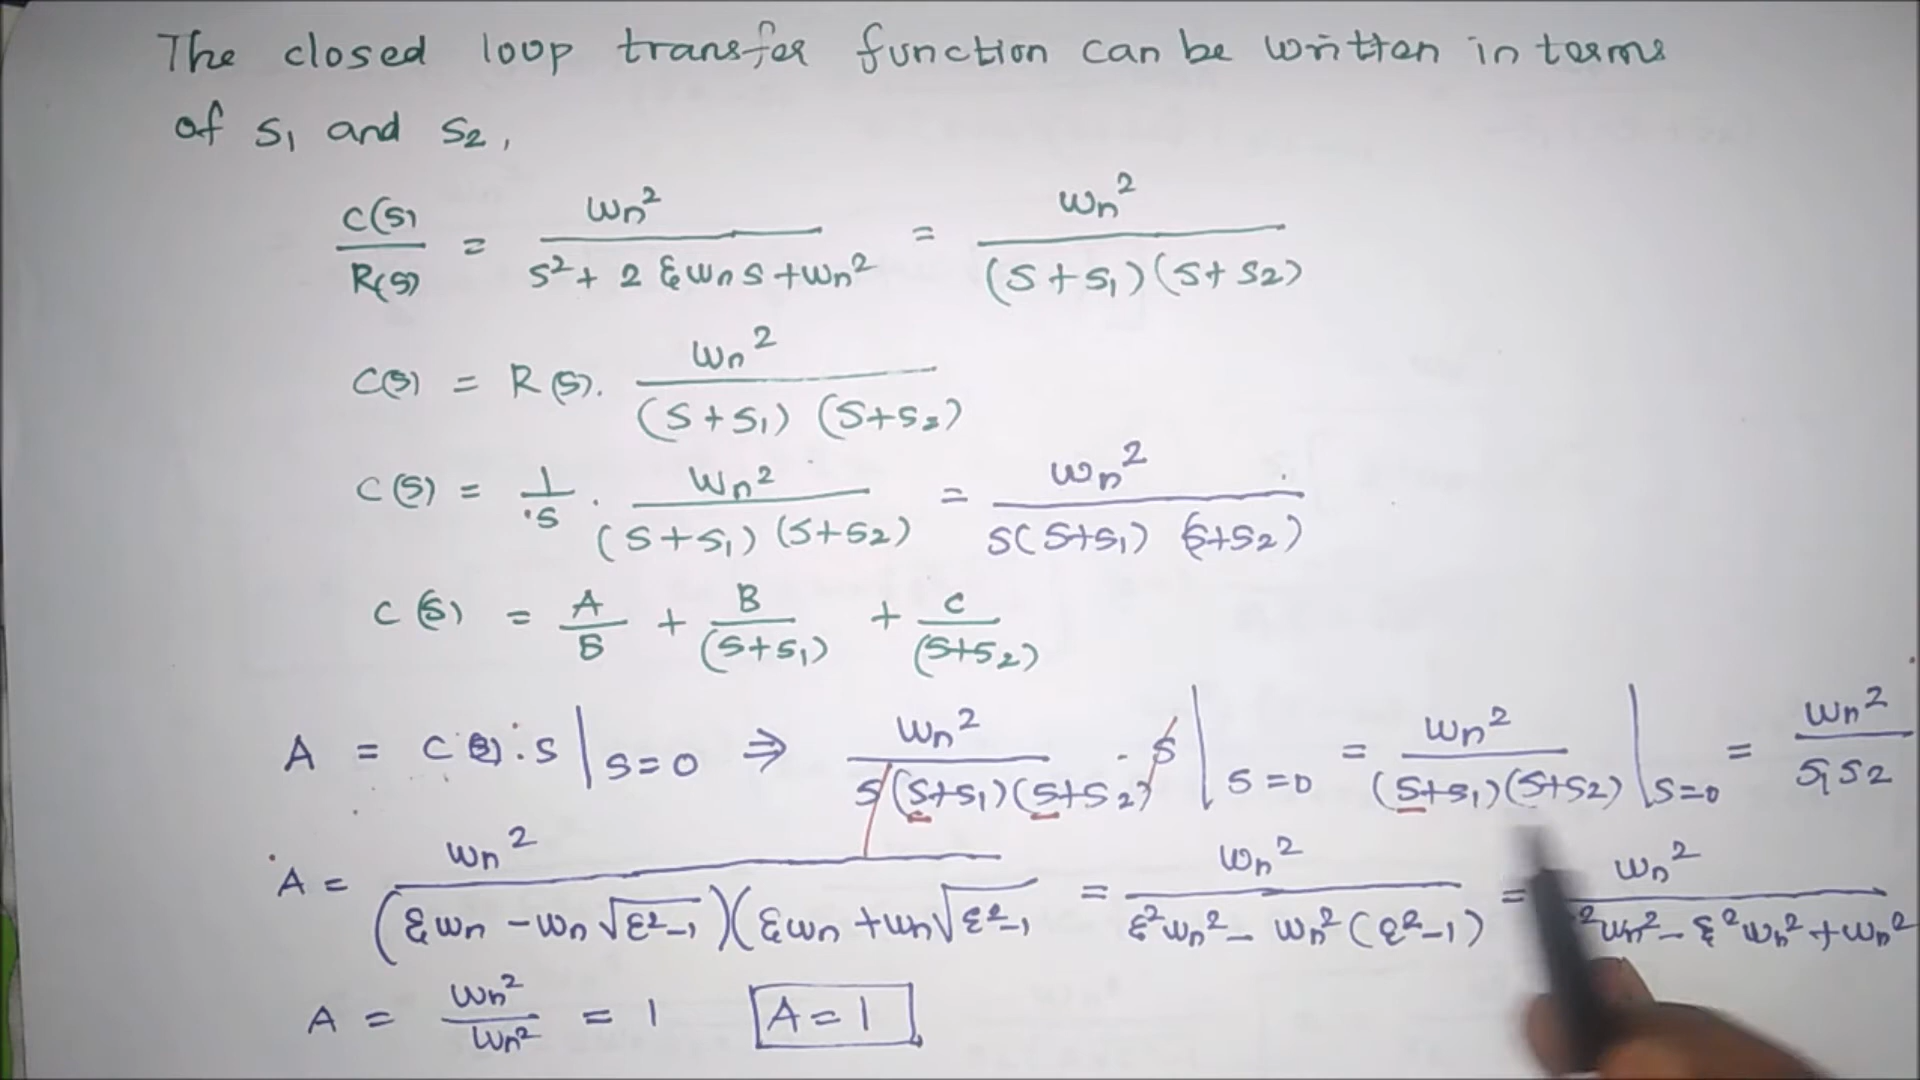 The closed loop transfer function can be written in terms
of s₁ and s₂,
C(s)/R(s) = ωn²/(s² + 2ξωns + ωn²) = ωn²/((s+s₁)(s+s₂))
C(s) = R(s). ωn²/((s+s₁)(s+s₂))
C(s) = 1/s . ωn²/((s+s₁)(s+s₂)) = ωn²/(s(s+s₁)(s+s₂))
C(s) = A/s + B/(s+s₁) + C/(s+s₂)
A = C(s).s|s=0 ⇒ ωn²/(s(s+s₁)(s+s₂)) . s|s=0 = ωn²/((s+s₁)(s+s₂))|s=0 = ωn²/(s₁s₂)
A = ωn²/((ξωn - ωn√ξ²-1)(ξωn + ωn√ξ²-1 = ωn²/(ξ²ωn² - ωn²(ξ²-1)) = ωn²/(²ωn² - ξ²ωn² + ωn²
A = ωn²/ωn² = 1 A = 1